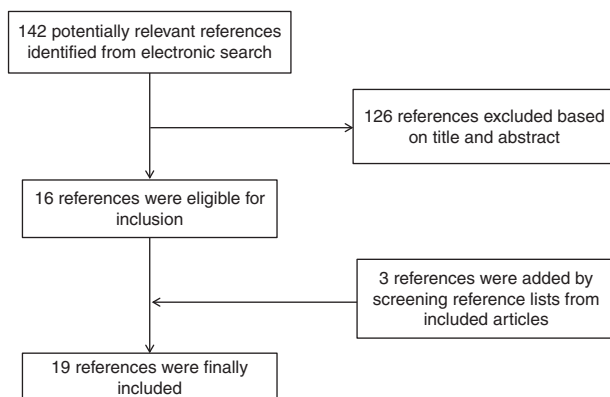 142 potentially relevant references
identified from electronic search
126 references excluded based
on title and abstract
16 references were eligible for
inclusion
3 references were added by
screening reference lists from
included articles
19 references were finally
included